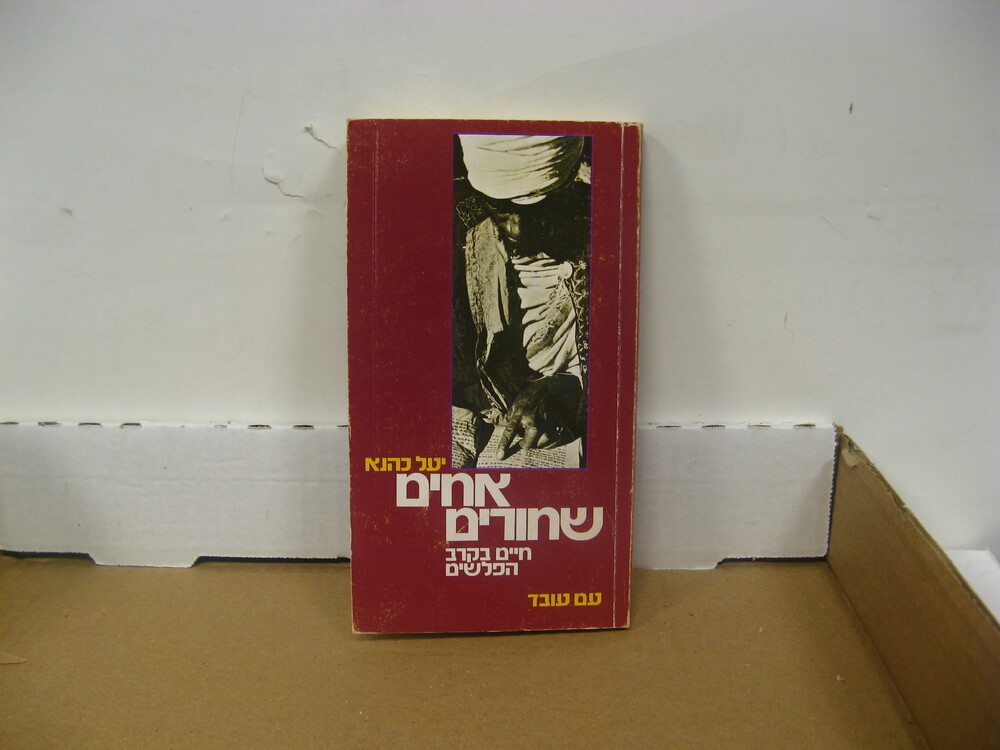 יעל כהנא
אחים
שחורים
חיים בקרב
הפלשים
עם עובד